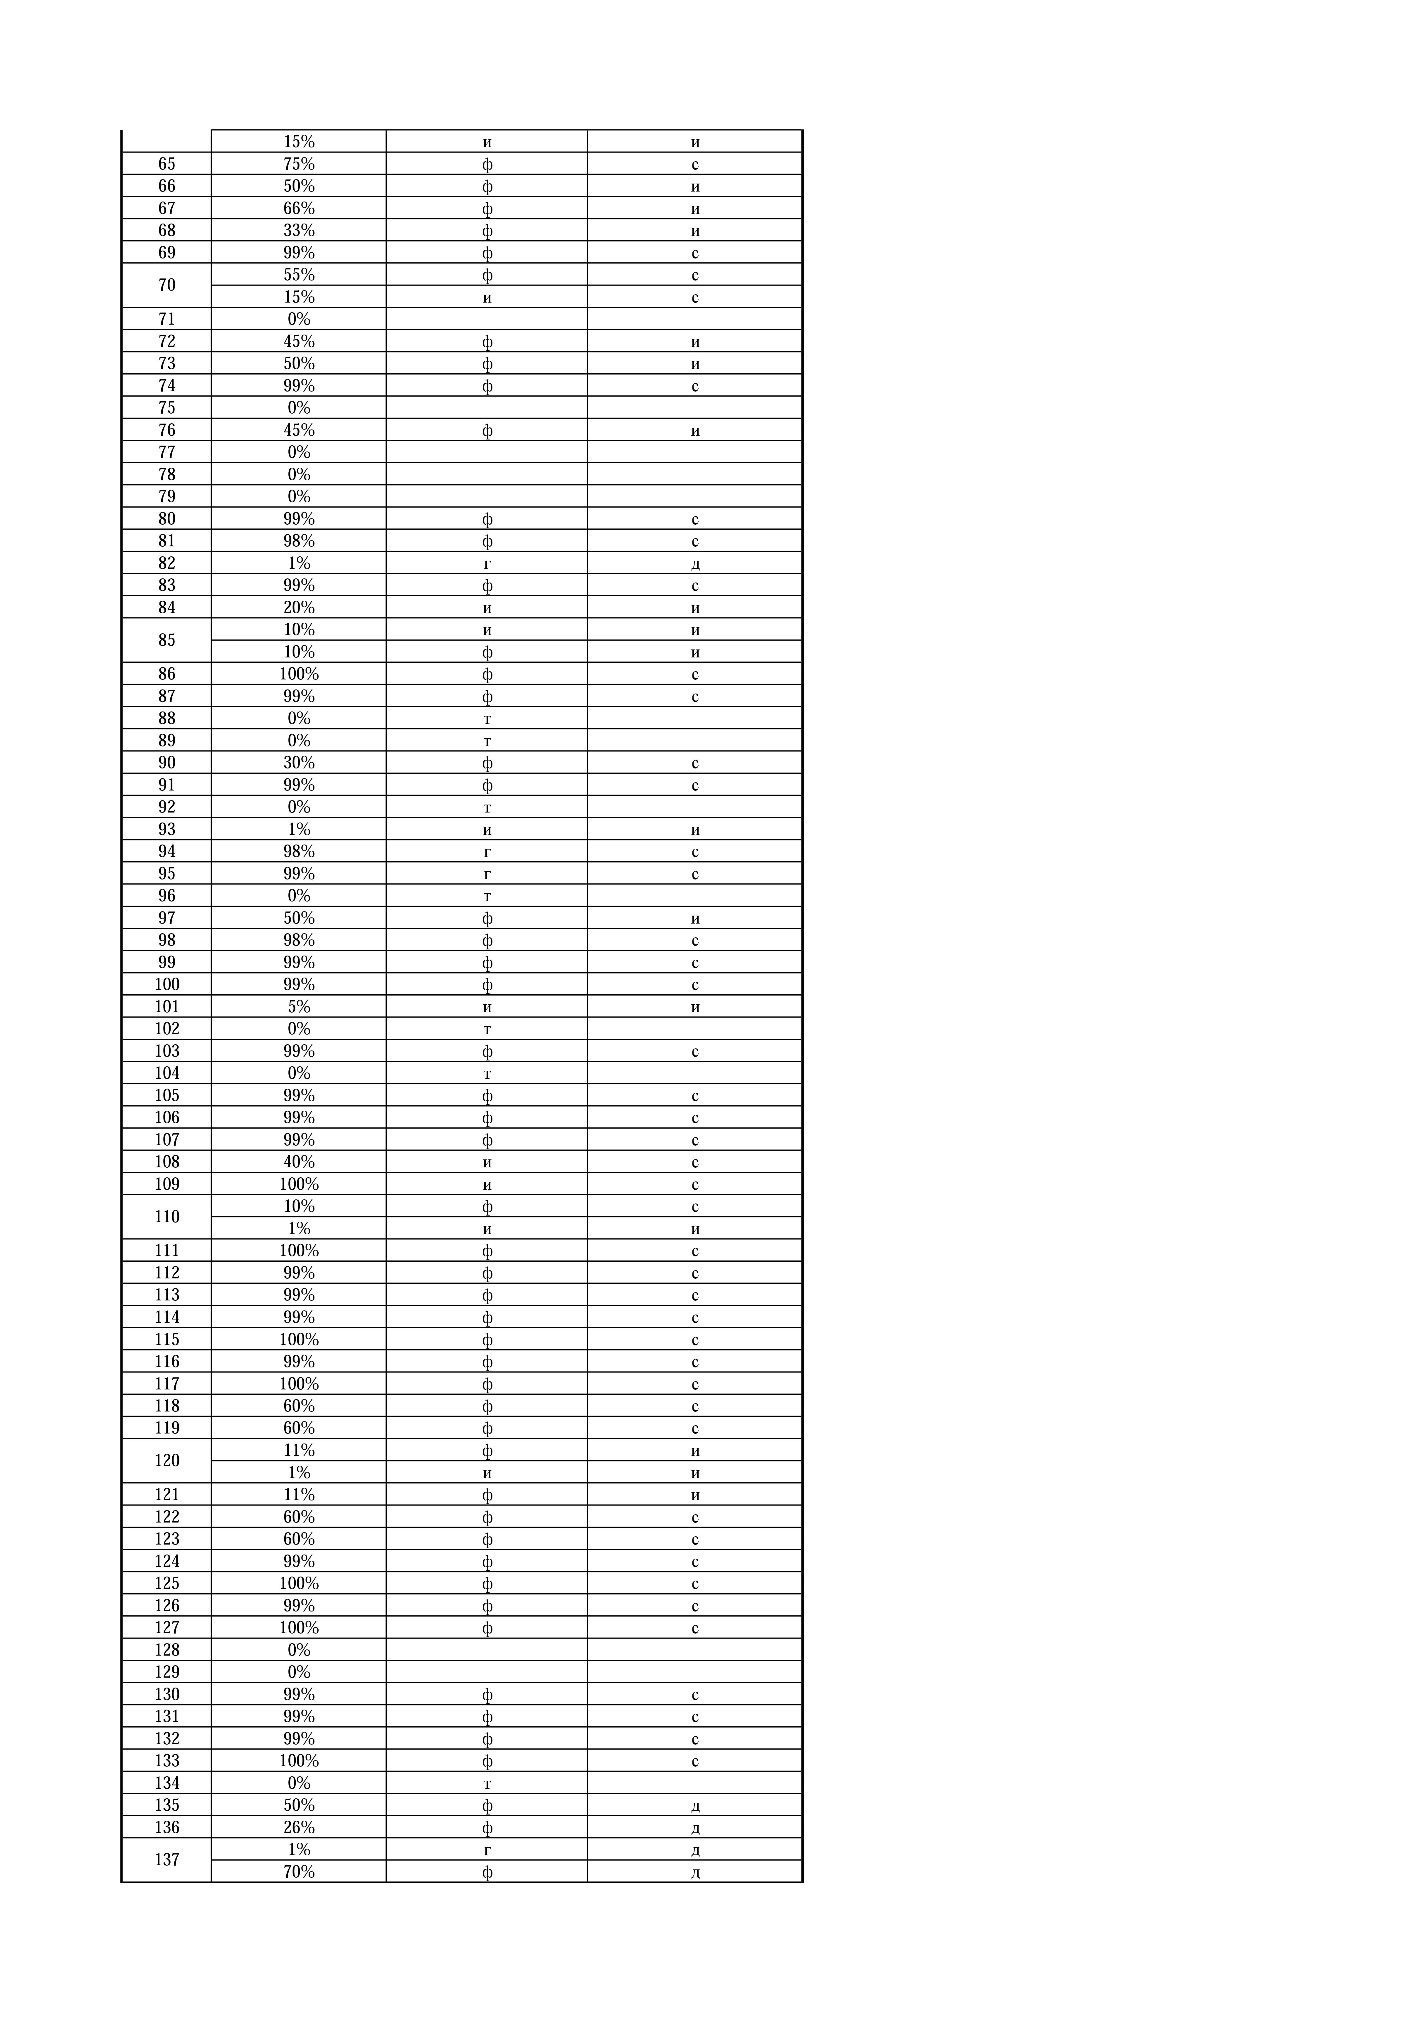 15% и и
65 75% ф с
66 50% ф и
67 66% ф и
68 33% ф и
69 99% ф с
70 55% ф с
15% и с
71 0%
72 45% ф и
73 50% ф и
74 99% ф с
75 0%
76 45% ф и
77 0%
78 0%
79 0%
80 99% ф с
81 98% ф с
82 1% г д
83 99% ф с
84 20% и и
85 10% и и
10% ф и
86 100% ф с
87 99% ф с
88 0% т
89 0% т
90 30% ф с
91 99% ф с
92 0% т
93 1% и и
94 98% г с
95 99% г с
96 0% т
97 50% ф и
98 98% ф с
99 99% ф с
100 99% ф с
101 5% и и
102 0% т
103 99% ф с
104 0% т
105 99% ф с
106 99% ф с
107 99% ф с
108 40% и с
109 100% и с
110 10% ф с
1% и и
111 100% ф с
112 99% ф с
113 99% ф с
114 99% ф с
115 100% ф с
116 99% ф с
117 100% ф с
118 60% ф с
119 60% ф с
120 11% ф и
1% и и
121 11% ф и
122 60% ф с
123 60% ф с
124 99% ф с
125 100% ф с
126 99% ф с
127 100% ф с
128 0%
129 0%
130 99% ф с
131 99% ф с
132 99% ф с
133 100% ф с
134 0% т
135 50% ф д
136 26% ф д
137 1% г д
70% ф д